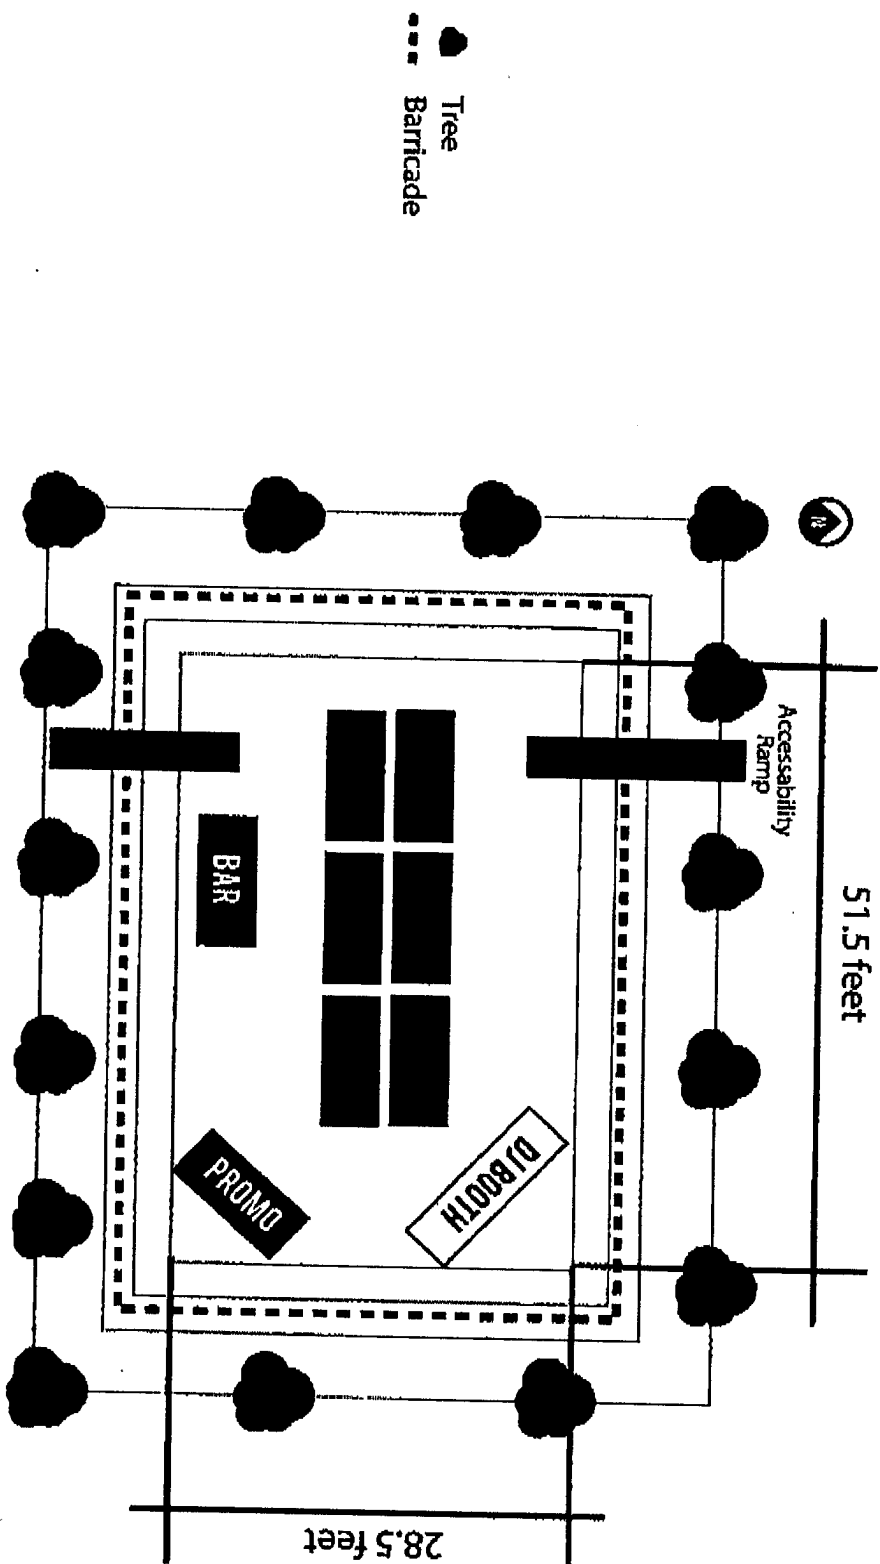 Tree
Barricade
N
Accessability
Ramp
51.5 feet
BAR
DJ BOOTH
PROMO
28.5 feet